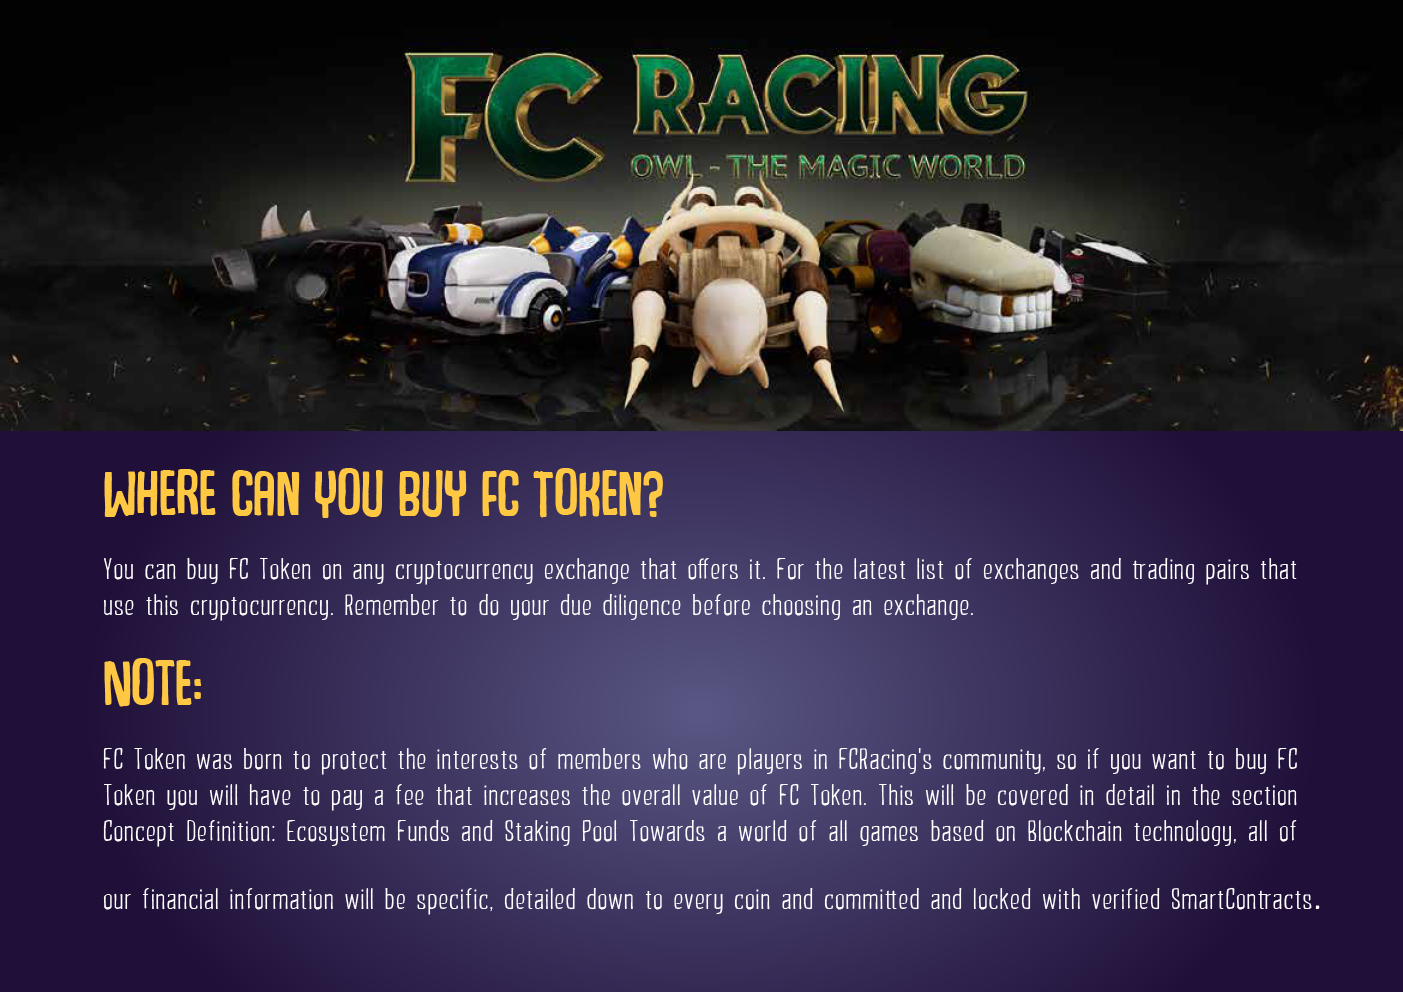 FC RACING
OWL - THE MAGIC WORLD
WHERE CAN YOU BUY FC TOKEN?
You can buy FC Token on any cryptocurrency exchange that offers it. For the latest list of exchanges and trading pairs that
use this cryptocurrency. Remember to do your due diligence before choosing an exchange.
NOTE:
FC Token was born to protect the interests of members who are players in FCRacing's community, so if you want to buy FC
Token you will have to pay a fee that increases the overall value of FC Token. This will be covered in detail in the section
Concept Definition: Ecosystem Funds and Staking Pool Towards a world of all games based on Blockchain technology, all of
our financial information will be specific, detailed down to every coin and committed and locked with verified SmartContracts.